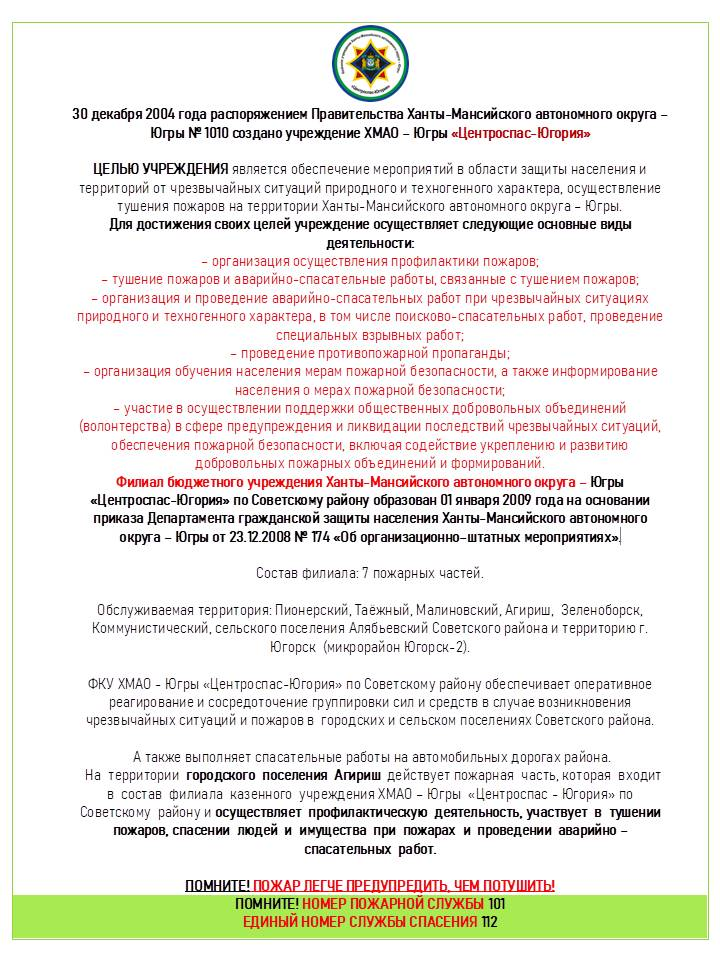 30 декабря 2004 года распоряжением Правительства Ханты-Мансийского автономного округа –
Югры № 1010 создано учреждение ХМАО – Югры «Центроспас-Югория»
ЦЕЛЬЮ УЧРЕЖДЕНИЯ является обеспечение мероприятий в области защиты населения и
территорий от чрезвычайных ситуаций природного и техногенного характера, осуществление
тушения пожаров на территории Ханты-Мансийского автономного округа – Югры.
Для достижения своих целей учреждение осуществляет следующие основные виды
деятельности:
– организация осуществления профилактики пожаров;
– тушение пожаров и аварийно-спасательные работы, связанные с тушением пожаров;
– организация и проведение аварийно-спасательных работ при чрезвычайных ситуациях
природного и техногенного характера, в том числе поисково-спасательных работ, проведение
специальных взрывных работ;
– проведение противопожарной пропаганды;
– организация обучения населения мерам пожарной безопасности, а также информирование
населения о мерах пожарной безопасности;
– участие в осуществлении поддержки общественных добровольных объединений
(волонтерства) в сфере предупреждения и ликвидации последствий чрезвычайных ситуаций,
обеспечения пожарной безопасности, включая содействие укреплению и развитию
добровольных пожарных объединений и формирований.
Филиал бюджетного учреждения Ханты-Мансийского автономного округа – Югры
«Центроспас-Югория» по Советскому району образован 01 января 2009 года на основании
приказа Департамента гражданской защиты населения Ханты-Мансийского автономного
округа – Югры от 23.12.2008 № 174 «Об организационно-штатных мероприятиях».
Состав филиала: 7 пожарных частей.
Обслуживаемая территория: Пионерский, Таёжный, Малиновский, Агириш, Зеленоборск,
Коммунистический, сельского поселения Алябьевский Советского района и территорию г.
Югорск (микрорайон Югорск-2).
ФКУ ХМАО - Югры «Центроспас-Югория» по Советскому району обеспечивает оперативное
реагирование и сосредоточение группировки сил и средств в случае возникновения
чрезвычайных ситуаций и пожаров в городских и сельском поселениях Советского района.
А также выполняет спасательные работы на автомобильных дорогах района.
На территории городского поселения Агириш действует пожарная часть, которая входит
в состав филиала казенного учреждения ХМАО – Югры «Центроспас - Югория» по
Советскому району и осуществляет профилактическую деятельность, участвует в тушении
пожаров, спасении людей и имущества при пожарах и проведении аварийно –
спасательных работ.
ПОМНИТЕ! ПОЖАР ЛЕГЧЕ ПРЕДУПРЕДИТЬ, ЧЕМ ПОТУШИТЬ!
ПОМНИТЕ! НОМЕР ПОЖАРНОЙ СЛУЖБЫ 101
ЕДИНЫЙ НОМЕР СЛУЖБЫ СПАСЕНИЯ 112